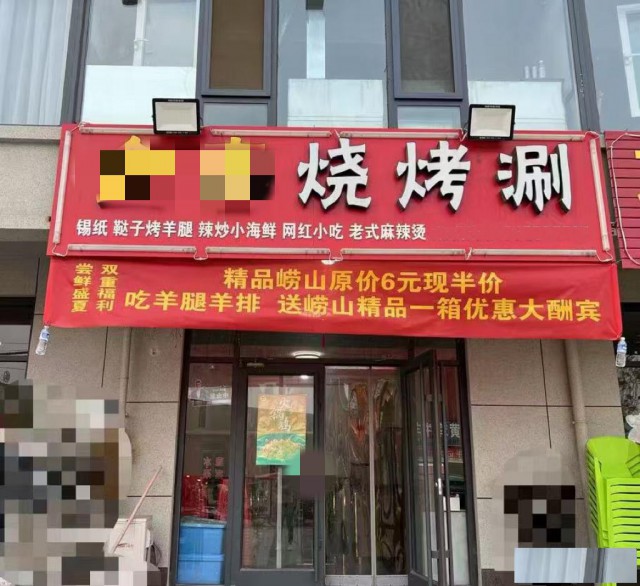 烧烤涮
锡纸 鞑子烤羊腿 辣炒小海鲜 网红小吃 老式麻辣烫
双重福利
尝鲜盛夏
精品崂山原价6元现半价
吃羊腿羊排 送崂山精品一箱优惠大酬宾